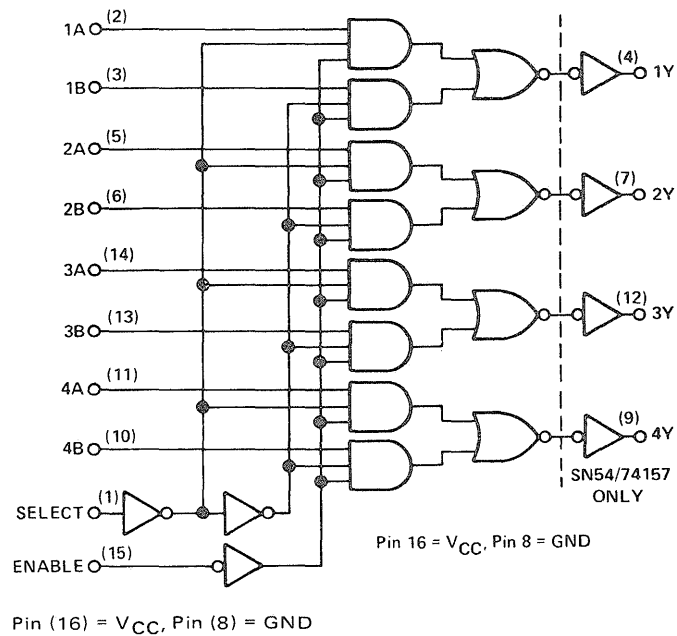 1A (2)
(4) 1Y
1B (3)
2A (5)
(7) 2Y
2B (6)
3A (14)
(12) 3Y
3B (13)
4A (11)
(9) 4Y
4B (10)
SN54/74157
ONLY
SELECT (1)
Pin 16 = VCC, Pin 8 = GND
ENABLE (15)
Pin (16) = VCC, Pin (8) = GND